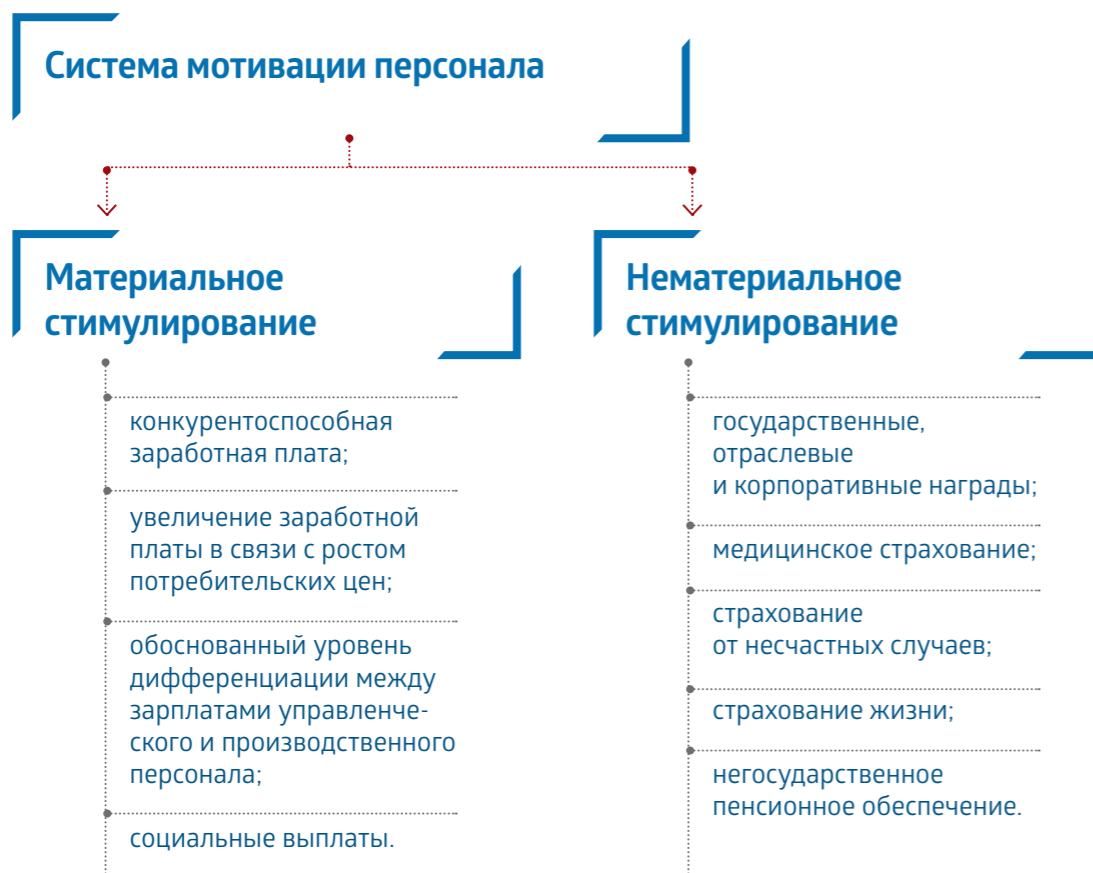 Система мотивации персонала
Материальное
стимулирование
конкурентоспособная
заработная плата;
увеличение заработной
платы в связи с ростом
потребительских цен;
обоснованный уровень
дифференциации между
зарплатами управленче-
ского и производственного
персонала;
социальные выплаты.
Нематериальное
стимулирование
государственные,
отраслевые
и корпоративные награды;
медицинское страхование;
страхование
от несчастных случаев;
страхование жизни;
негосударственное
пенсионное обеспечение.